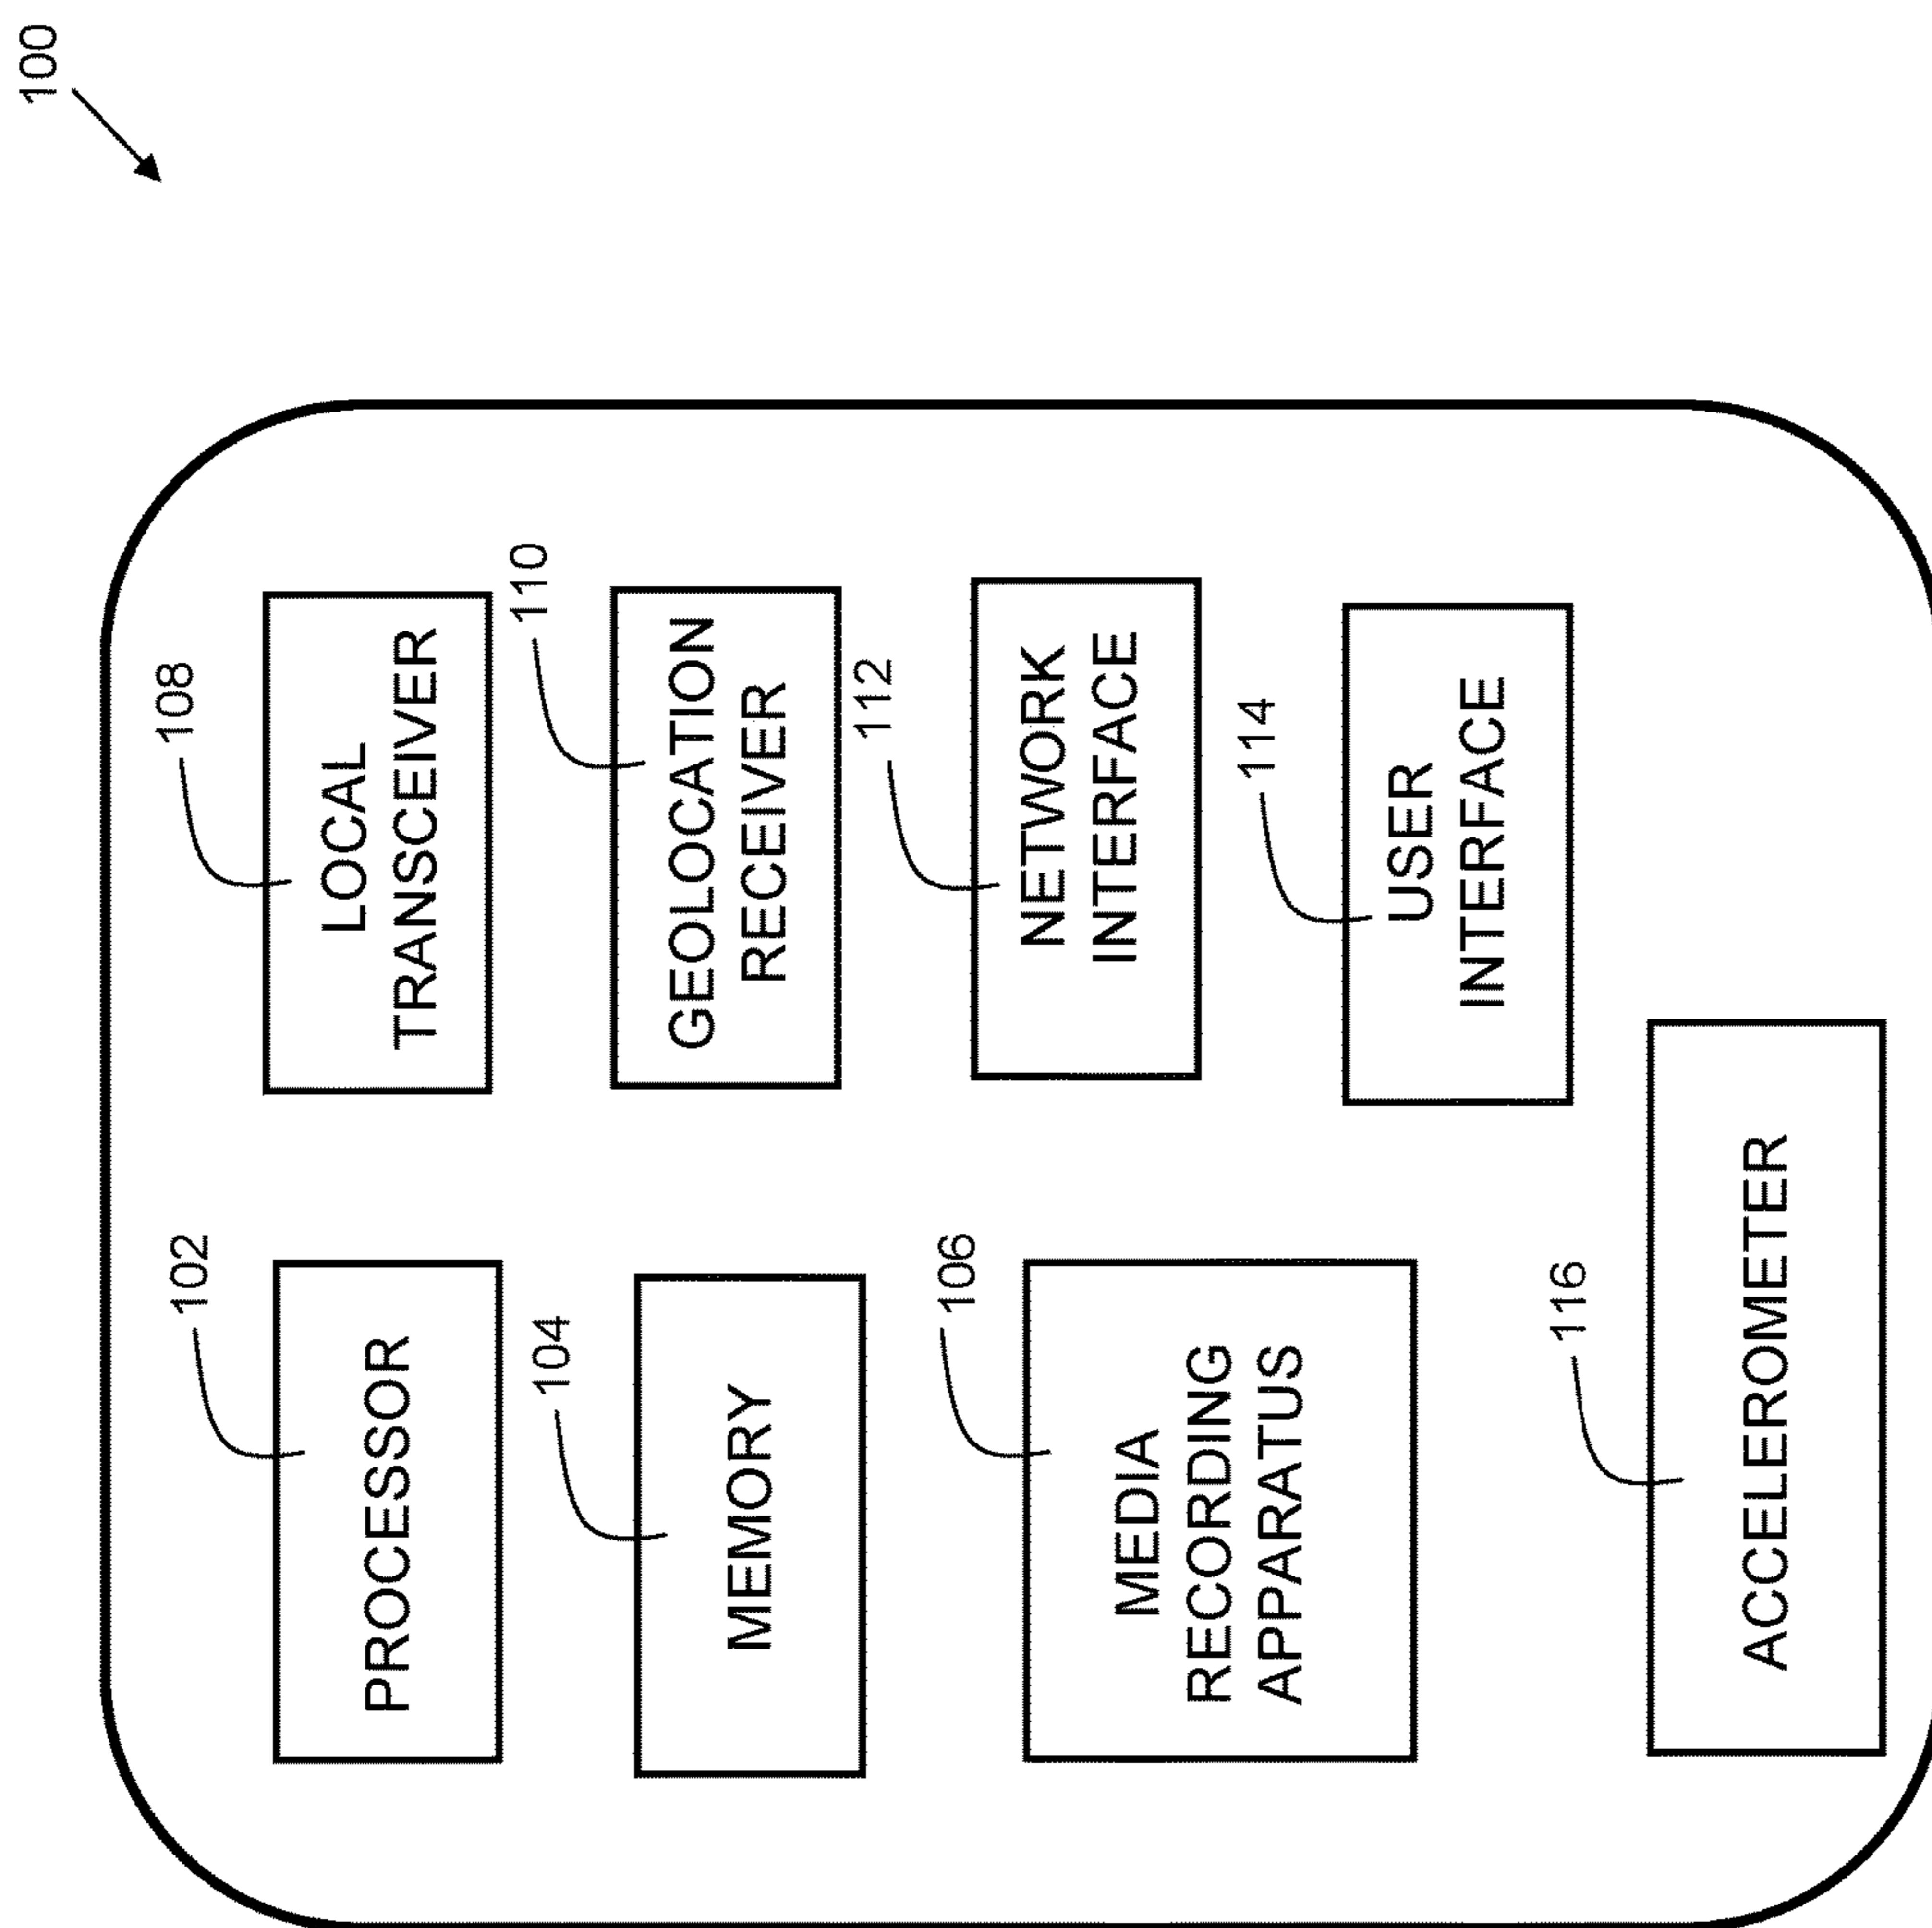 100
102
PROCESSOR
104
MEMORY
106
MEDIA
RECORDING
APPARATUS
108
LOCAL
TRANSCEIVER
110
GEOLOCATION
RECEIVER
112
NETWORK
INTERFACE
114
USER
INTERFACE
116
ACCELEROMETER